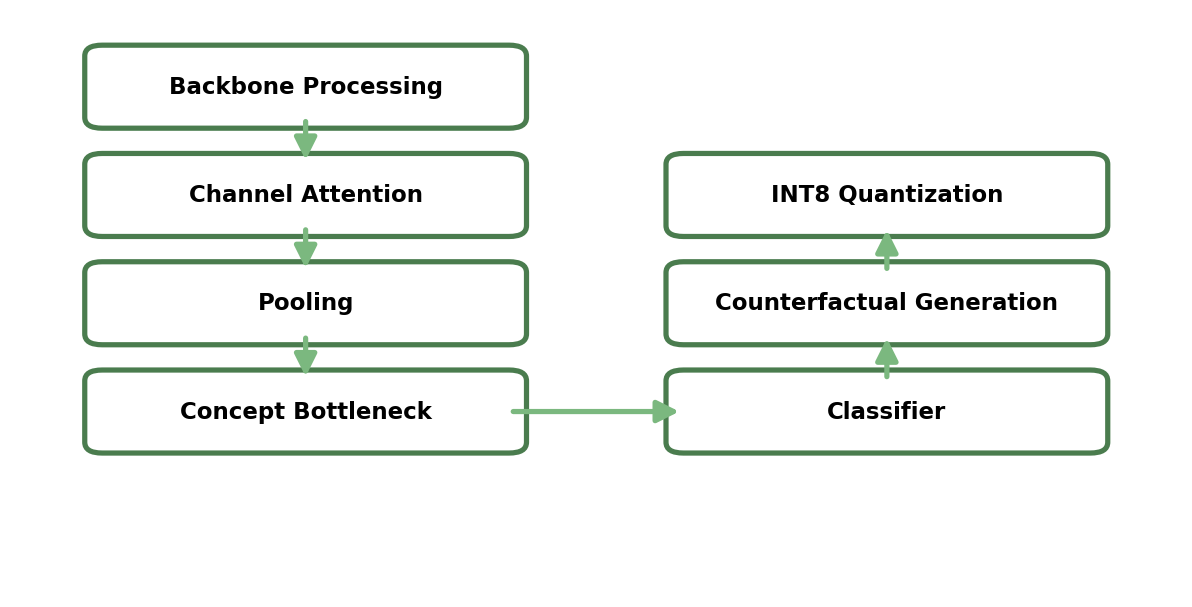 Backbone Processing
Channel Attention
Pooling
Concept Bottleneck
Classifier
Counterfactual Generation
INT8 Quantization